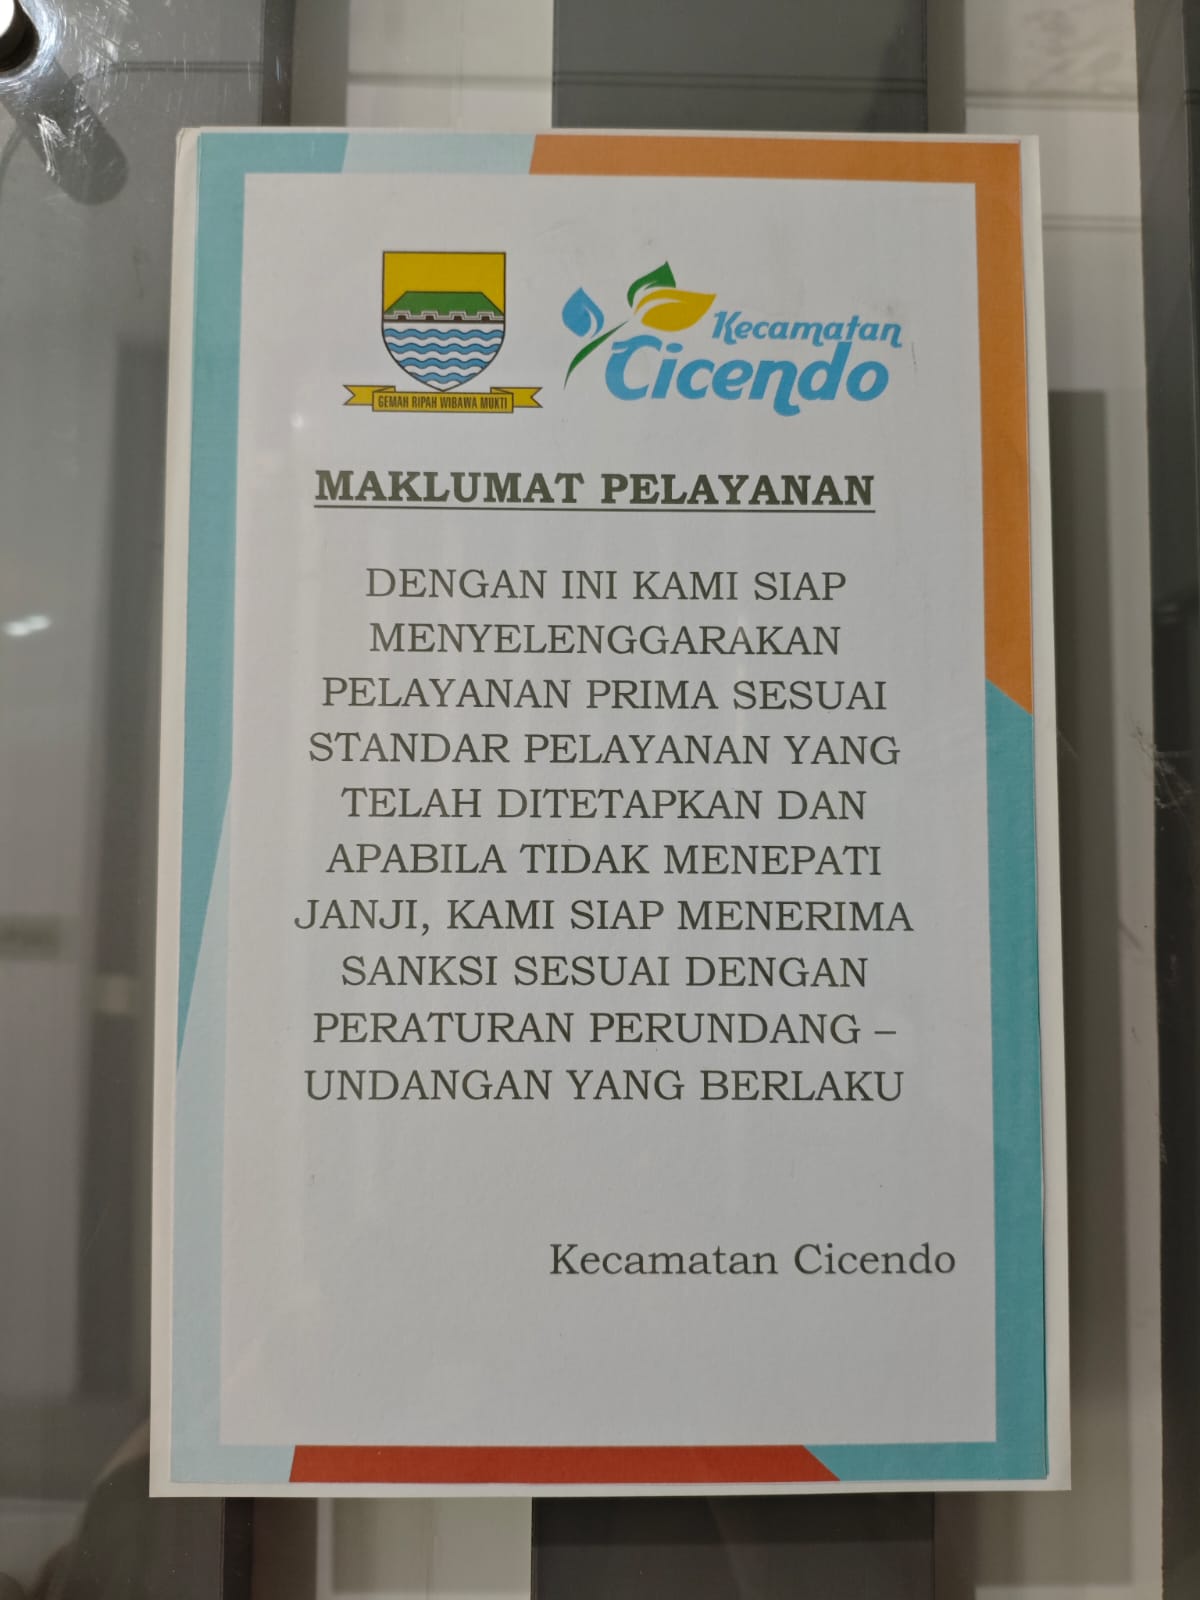 GEMAH RIPAH WIBAWA MUKTI
Kecamatan
Cicendo
MAKLUMAT PELAYANAN
DENGAN INI KAMI SIAP
MENYELENGGARAKAN
PELAYANAN PRIMA SESUAI
STANDAR PELAYANAN YANG
TELAH DITETAPKAN DAN
APABILA TIDAK MENEPATI
JANJI, KAMI SIAP MENERIMA
SANKSI SESUAI DENGAN
PERATURAN PERUNDANG –
UNDANGAN YANG BERLAKU
Kecamatan Cicendo